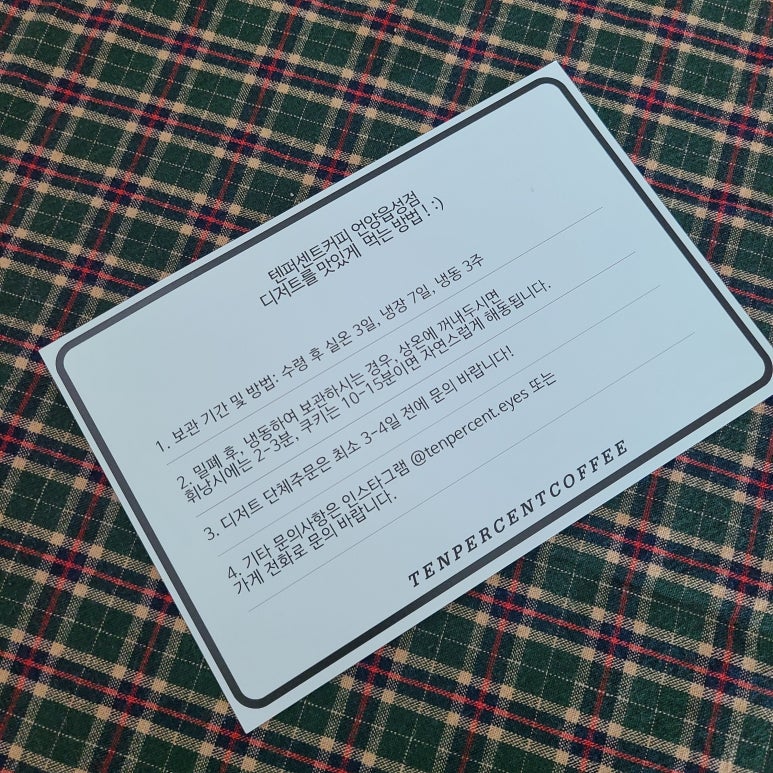 텐퍼센트커피 언양읍성점
디저트를 맛있게 먹는 방법! :)
1. 보관 기간 및 방법: 수령 후 실온 3일, 냉장 7일, 냉동 3주
2. 밀폐 후, 냉동하여 보관하시는 경우, 상온에 꺼내두시면
휘낭시에는 2-3분, 쿠키는 10-15분이면 자연스럽게 해동됩니다.
3. 디저트 단체주문은 최소 3-4일 전에 문의 바랍니다!
4. 기타 문의사항은 인스타그램 @tenpercent.eyes 또는
가게 전화로 문의 바랍니다.
TENPERCENTCOFFEE